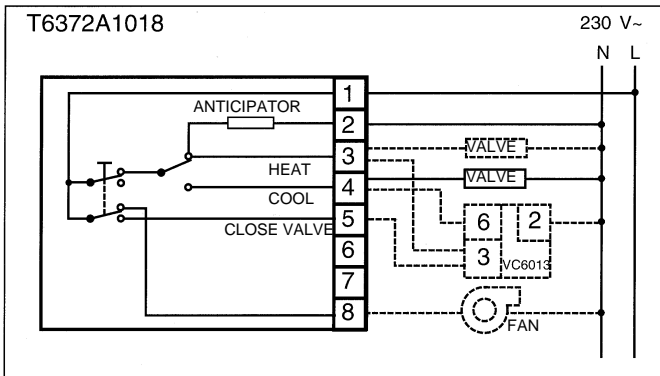 T6372A1018
230 V~
N L
1
ANTICIPATOR
2
VALVE
3
HEAT
VALVE
4
COOL
6 2
5
CLOSE VALVE
3 VC6013
6
7
8
FAN